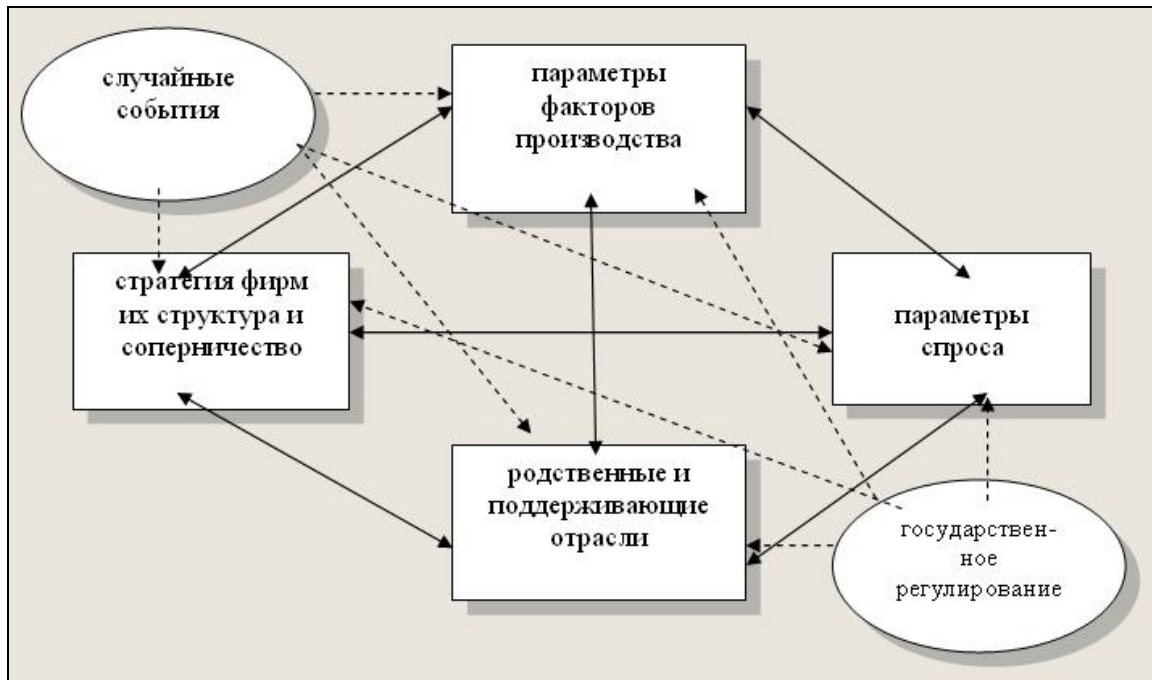 случайные
события
параметры
факторов
производства
стратегия фирм
их структура и
соперничество
параметры
спроса
родственные и
поддерживающие
отрасли
государствен-
ное
регулирование